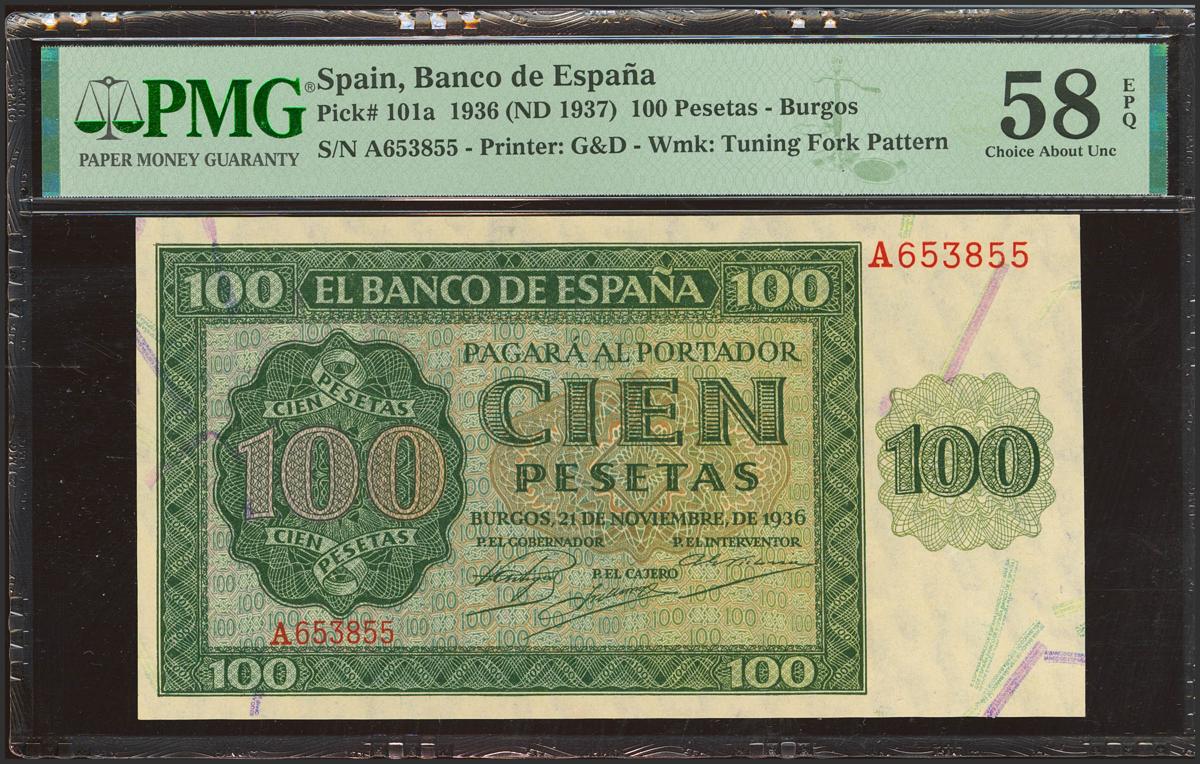 PMG®
PAPER MONEY GUARANTY
Spain, Banco de España
Pick# 101a 1936 (ND 1937) 100 Pesetas - Burgos
S/N A653855 - Printer: G&D - Wmk: Tuning Fork Pattern
58
EPQ
Choice About Unc
A653855
100 EL BANCO DE ESPAÑA 100
PAGARÁ AL PORTADOR
CIEN
PESETAS
CIEN PESETAS
100
CIEN PESETAS
100
BURGOS, 21 DE NOVIEMBRE, DE 1936
P. EL GOBERNADOR P. EL INTERVENTOR
P. EL CAJERO
A653855
100 100